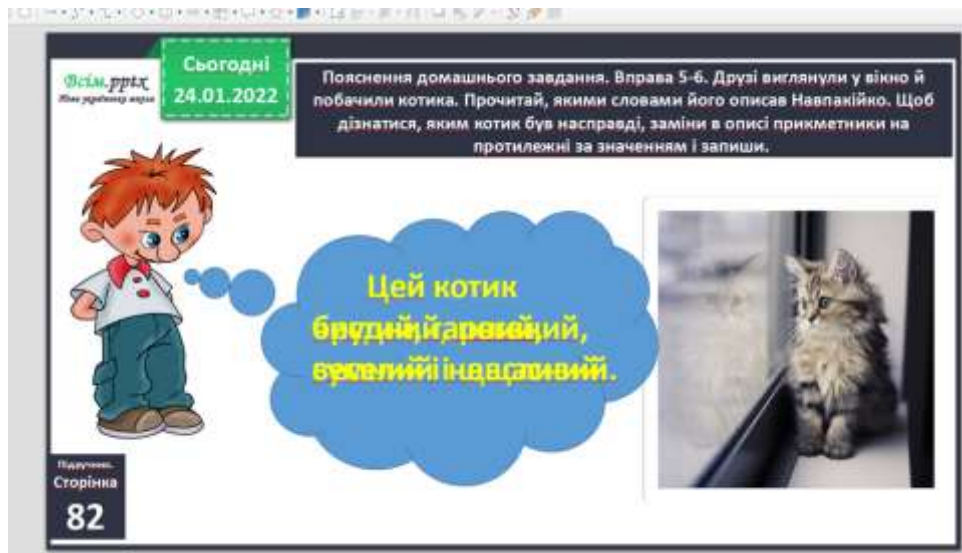 Всім.pptx
Нова українська школа
Сьогодні
24.01.2022
Пояснення домашнього завдання. Вправа 5-6. Друзі виглянули у вікно й
побачили котика. Прочитай, якими словами його описав Навпакійко. Щоб
дізнатися, яким котик був насправді, заміни в описі прикметники на
протилежні за значенням і запиши.
Цей котик
Підручник.
Сторінка
82